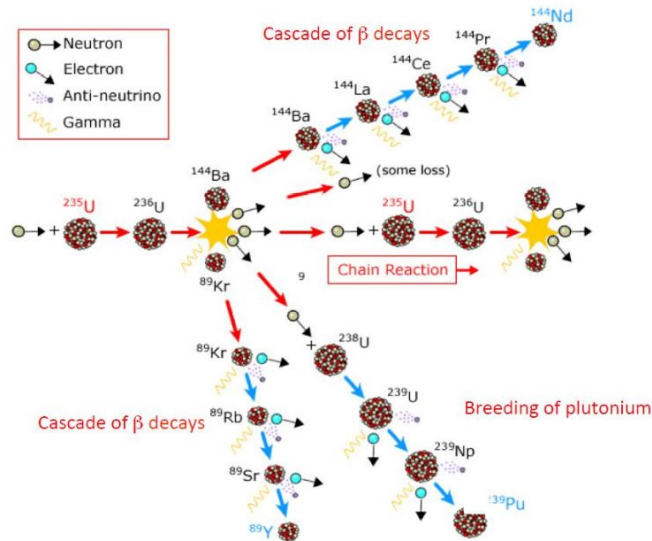 Neutron
Electron
Anti-neutrino
Gamma
Cascade of β decays
¹⁴⁴Ba
¹⁴⁴La
¹⁴⁴Ce
¹⁴⁴Pr
¹⁴⁴Nd
(some loss)
¹⁴⁴Ba
+ ²³⁵U
²³⁶U
+ ²³⁵U
²³⁶U
Chain Reaction
⁸⁹Kr
9
+ ²³⁸U
²³⁹U
²³⁹Np
²³⁹Pu
Breeding of plutonium
⁸⁹Kr
⁸⁹Rb
⁸⁹Sr
⁸⁹Y
Cascade of β decays